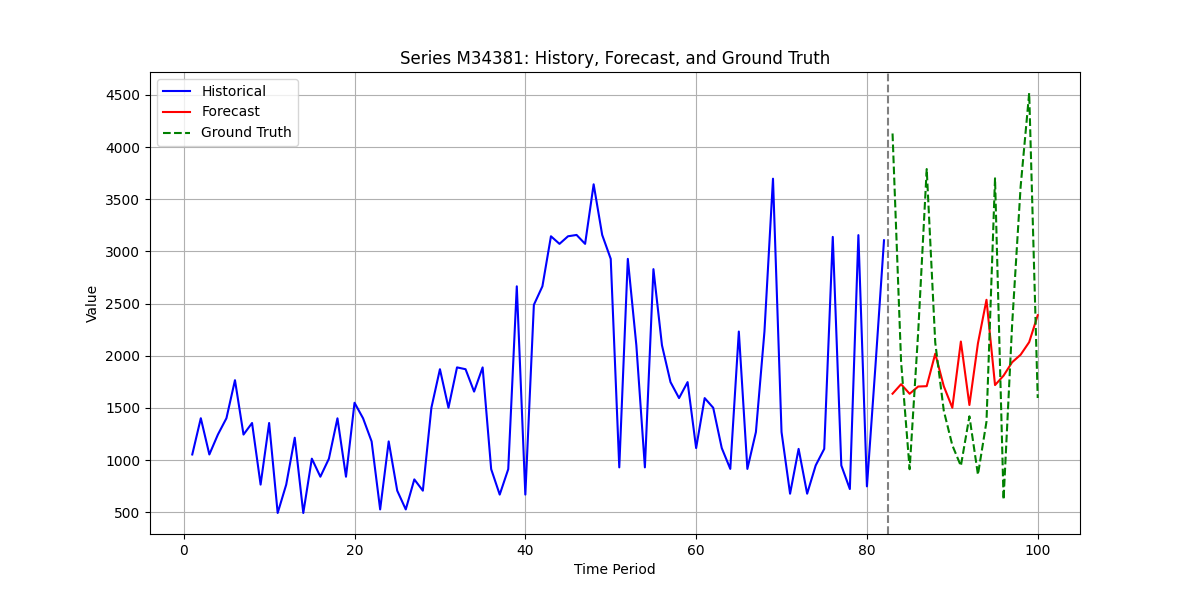 Series M34381: History, Forecast, and Ground Truth
Historical
Forecast
Ground Truth
4500
4000
3500
3000
2500
2000
1500
1000
500
Value
0 20 40 60 80 100
Time Period